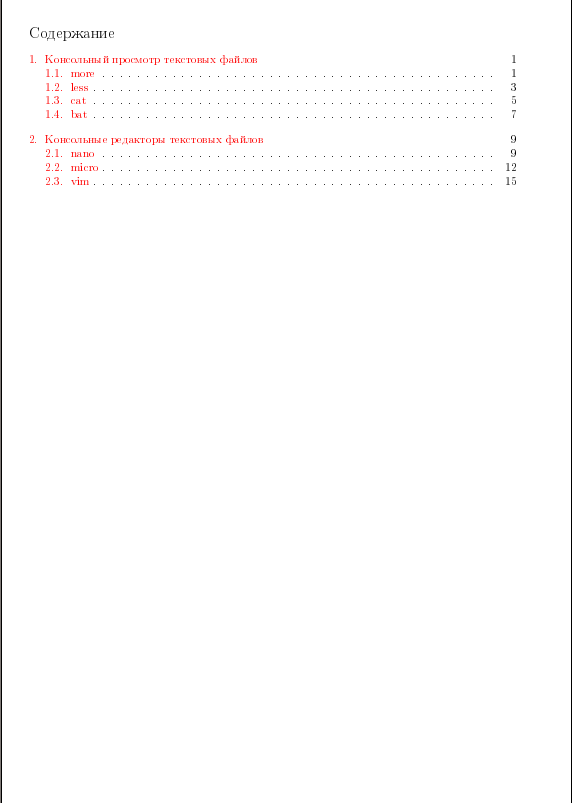 Содержание
1. Консольный просмотр текстовых файлов 1
1.1. more . . . . . . . . . . . . . . . . . . . . . . . . . . . . . . . . . . . . . . . . . . . . 1
1.2. less . . . . . . . . . . . . . . . . . . . . . . . . . . . . . . . . . . . . . . . . . . . . . 3
1.3. cat . . . . . . . . . . . . . . . . . . . . . . . . . . . . . . . . . . . . . . . . . . . . . 5
1.4. bat . . . . . . . . . . . . . . . . . . . . . . . . . . . . . . . . . . . . . . . . . . . . . 7
2. Консольные редакторы текстовых файлов 9
2.1. nano . . . . . . . . . . . . . . . . . . . . . . . . . . . . . . . . . . . . . . . . . . . . 9
2.2. micro . . . . . . . . . . . . . . . . . . . . . . . . . . . . . . . . . . . . . . . . . . . . 12
2.3. vim . . . . . . . . . . . . . . . . . . . . . . . . . . . . . . . . . . . . . . . . . . . . . 15